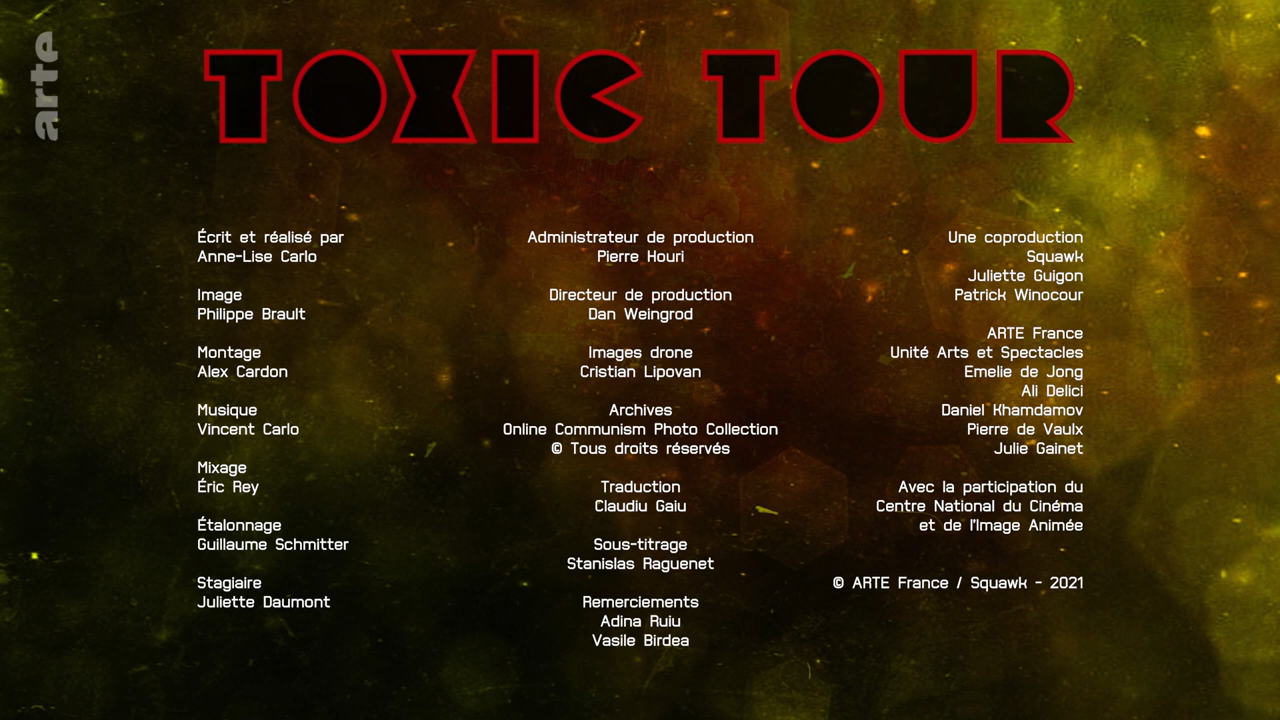 arte
TOXIC TOUR
Écrit et réalisé par
Anne-Lise Carlo
Image
Philippe Brault
Montage
Alex Cardon
Musique
Vincent Carlo
Mixage
Éric Rey
Étalonnage
Guillaume Schmitter
Stagiaire
Juliette Daumont
Administrateur de production
Pierre Houri
Directeur de production
Dan Weingrod
Images drone
Cristian Lipovan
Archives
Online Communism Photo Collection
© Tous droits réservés
Traduction
Claudiu Gaiu
Sous-titrage
Stanislas Raguenet
Remerciements
Adina Ruiu
Vasile Birdea
Une coproduction
Squawk
Juliette Guigon
Patrick Winocour
ARTE France
Unité Arts et Spectacles
Emelie de Jong
Ali Delici
Daniel Khamdamov
Pierre de Vaulx
Julie Gainet
Avec la participation du
Centre National du Cinéma
et de l'Image Animée
© ARTE France / Squawk - 2021